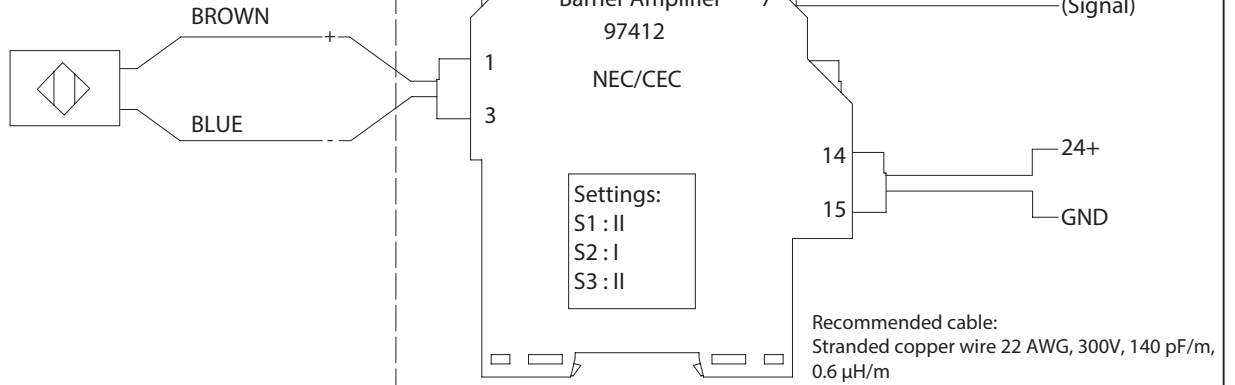 Barrier Amplifier 7
(Signal)
BROWN
+
97412
1
NEC/CEC
3
BLUE
-
14
24+
15
GND
Settings:
S1 : II
S2 : I
S3 : II
Recommended cable:
Stranded copper wire 22 AWG, 300V, 140 pF/m,
0.6 µH/m